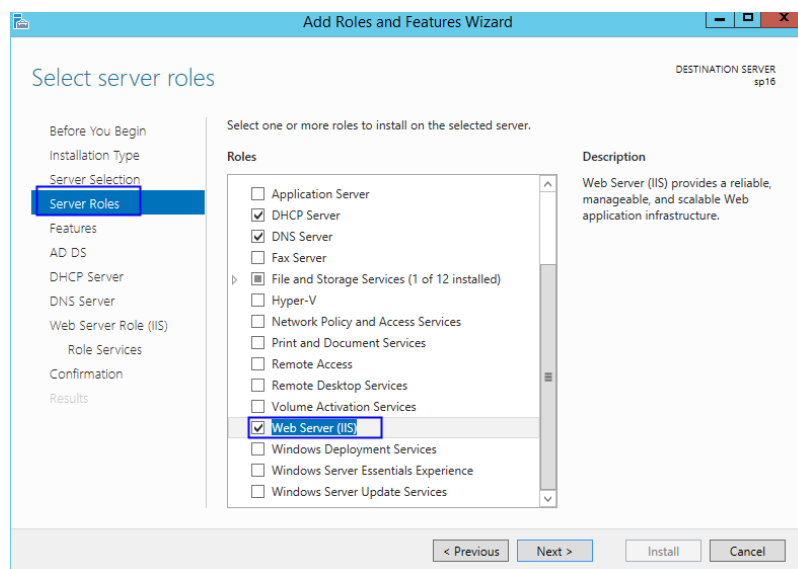 Add Roles and Features Wizard
Select server roles
DESTINATION SERVER
sp16
Before You Begin
Installation Type
Server Selection
Server Roles
Features
AD DS
DHCP Server
DNS Server
Web Server Role (IIS)
Role Services
Confirmation
Results
Select one or more roles to install on the selected server.
Roles
Application Server
DHCP Server
DNS Server
Fax Server
File and Storage Services (1 of 12 installed)
Hyper-V
Network Policy and Access Services
Print and Document Services
Remote Access
Remote Desktop Services
Volume Activation Services
Web Server (IIS)
Windows Deployment Services
Windows Server Essentials Experience
Windows Server Update Services
Description
Web Server (IIS) provides a reliable,
manageable, and scalable Web
application infrastructure.
< Previous
Next >
Install
Cancel